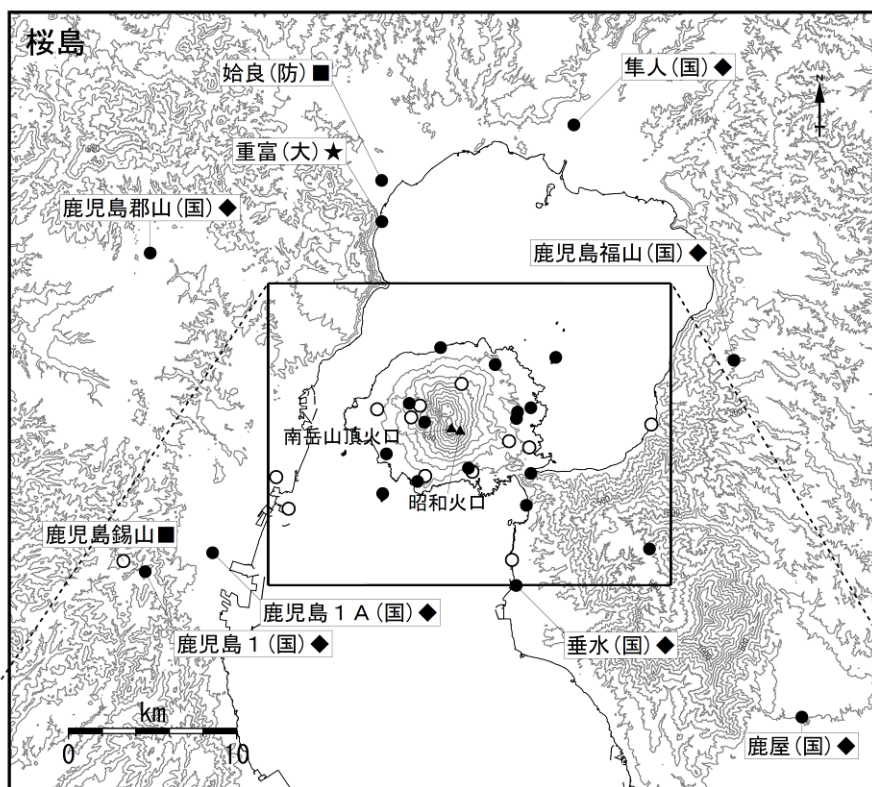 桜島
姶良(防)■
隼人(国)◆
重富(大)★
鹿児島郡山(国)◆
鹿児島福山(国)◆
南岳山頂火口
昭和火口
鹿児島錫山■
鹿児島1A(国)◆
鹿児島1(国)◆
垂水(国)◆
km
0 10
鹿屋(国)◆